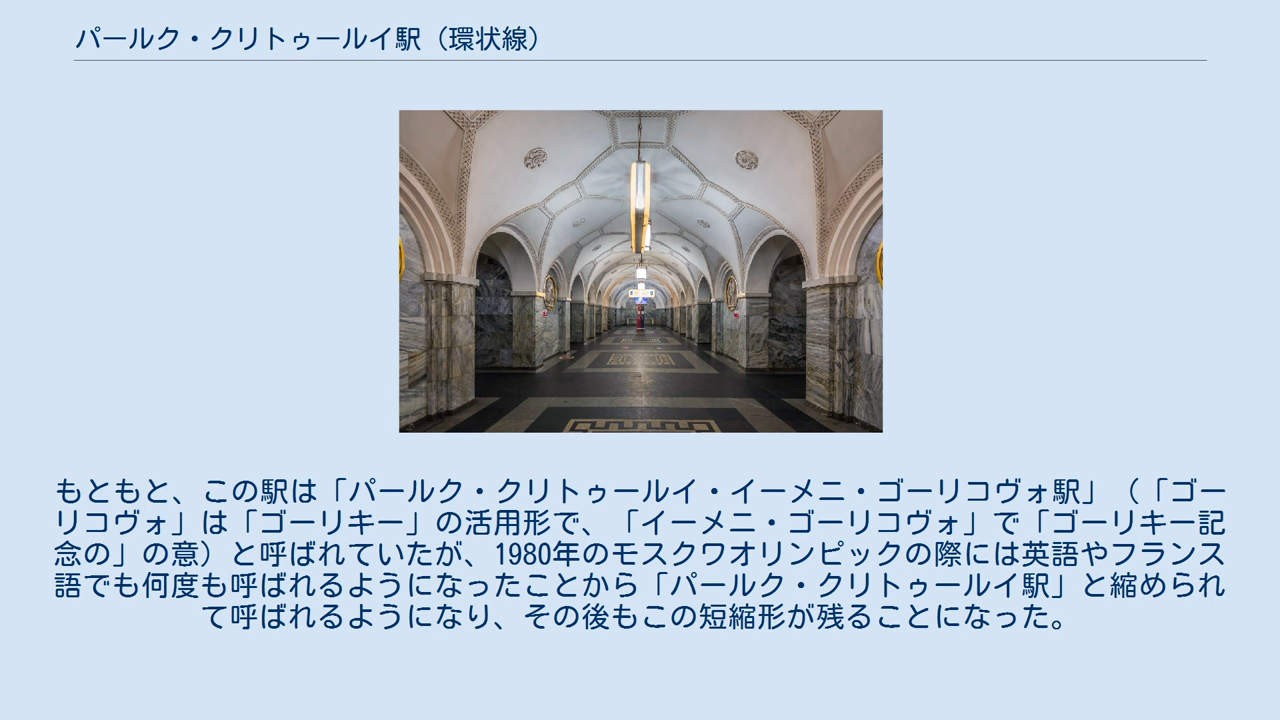 パールク・クリトゥールイ駅（環状線）
もともと、この駅は「パールク・クリトゥールイ・イーメニ・ゴーリコヴォ駅」（「ゴー
リコヴォ」は「ゴーリキー」の活用形で、「イーメニ・ゴーリコヴォ」で「ゴーリキー記
念の」の意）と呼ばれていたが、1980年のモスクワオリンピックの際には英語やフランス
語でも何度も呼ばれるようになったことから「パールク・クリトゥールイ駅」と縮められ
て呼ばれるようになり、その後もこの短縮形が残ることになった。